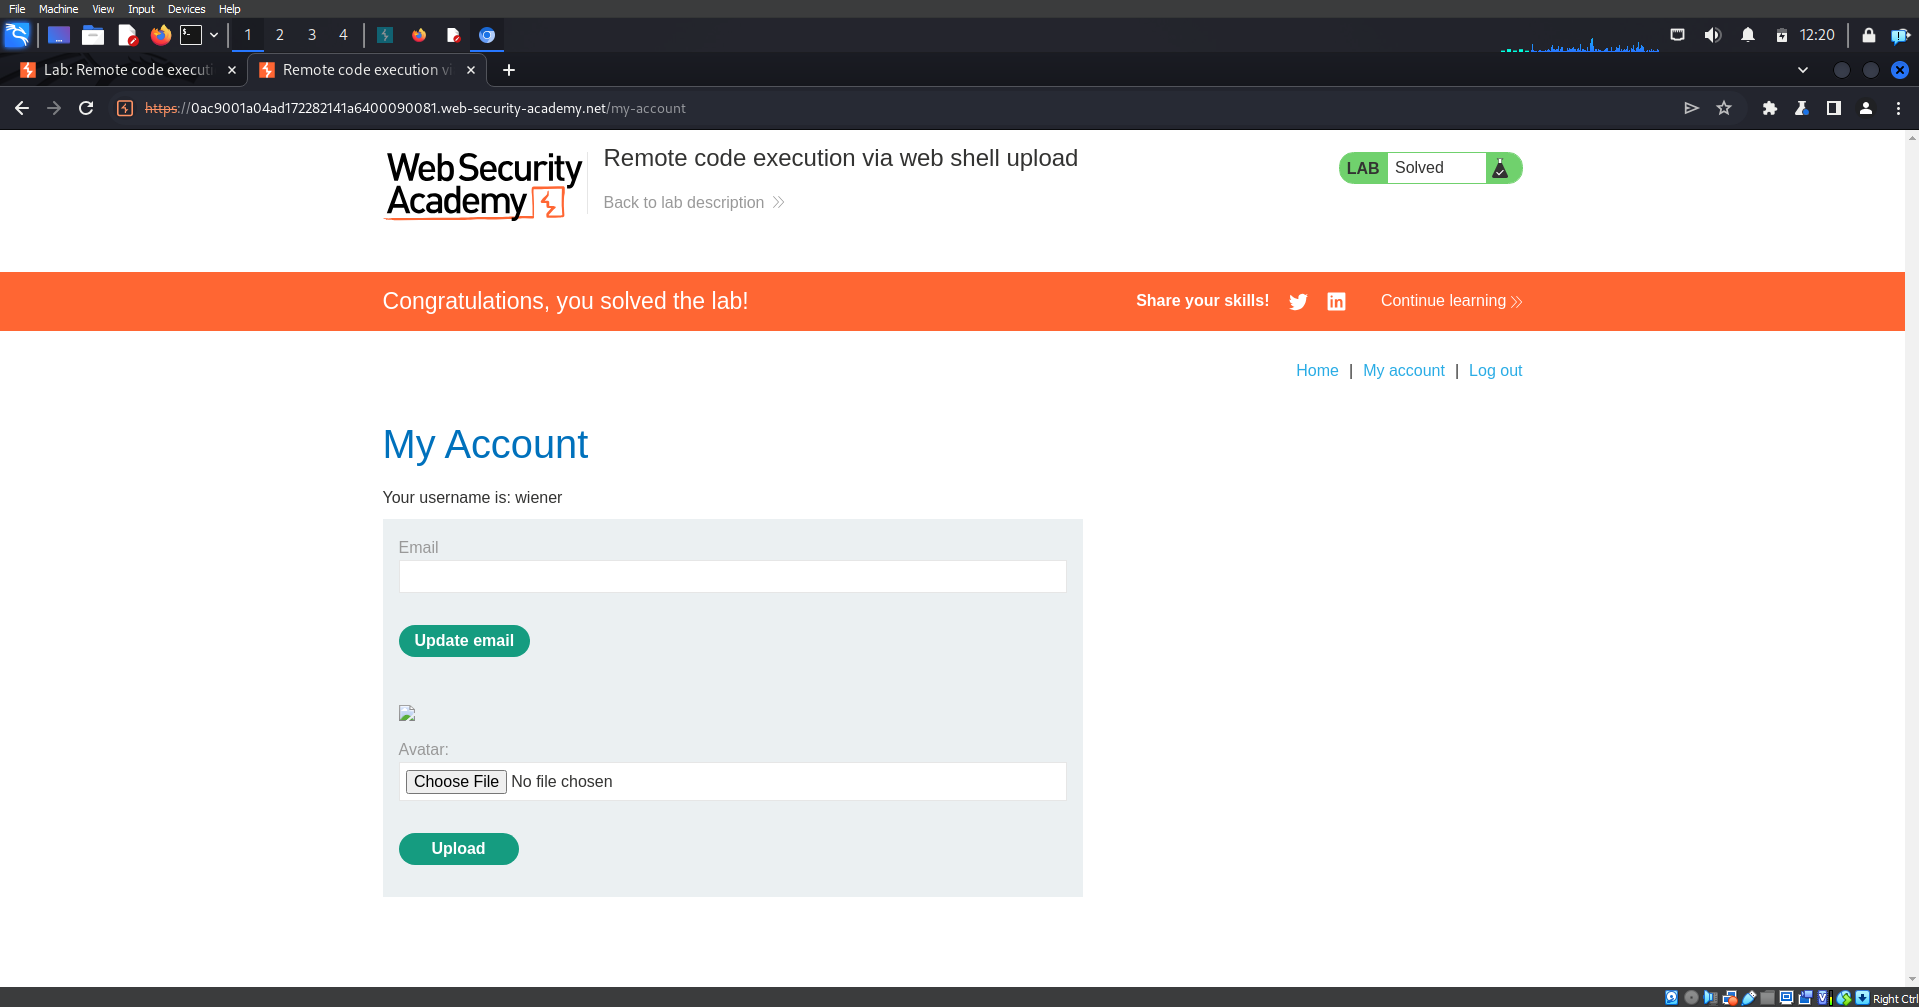 File Machine View Input Devices Help
1 2 3 4 12:20
Lab: Remote code executi Remote code execution vi
https://0ac9001a04ad172282141a6400090081.web-security-academy.net/my-account
Web Security
Academy
Remote code execution via web shell upload
Back to lab description
LAB Solved
Congratulations, you solved the lab!
Share your skills!
Continue learning
Home | My account | Log out
My Account
Your username is: wiener
Email
Update email
Avatar:
Choose File No file chosen
Upload
Right Ctrl